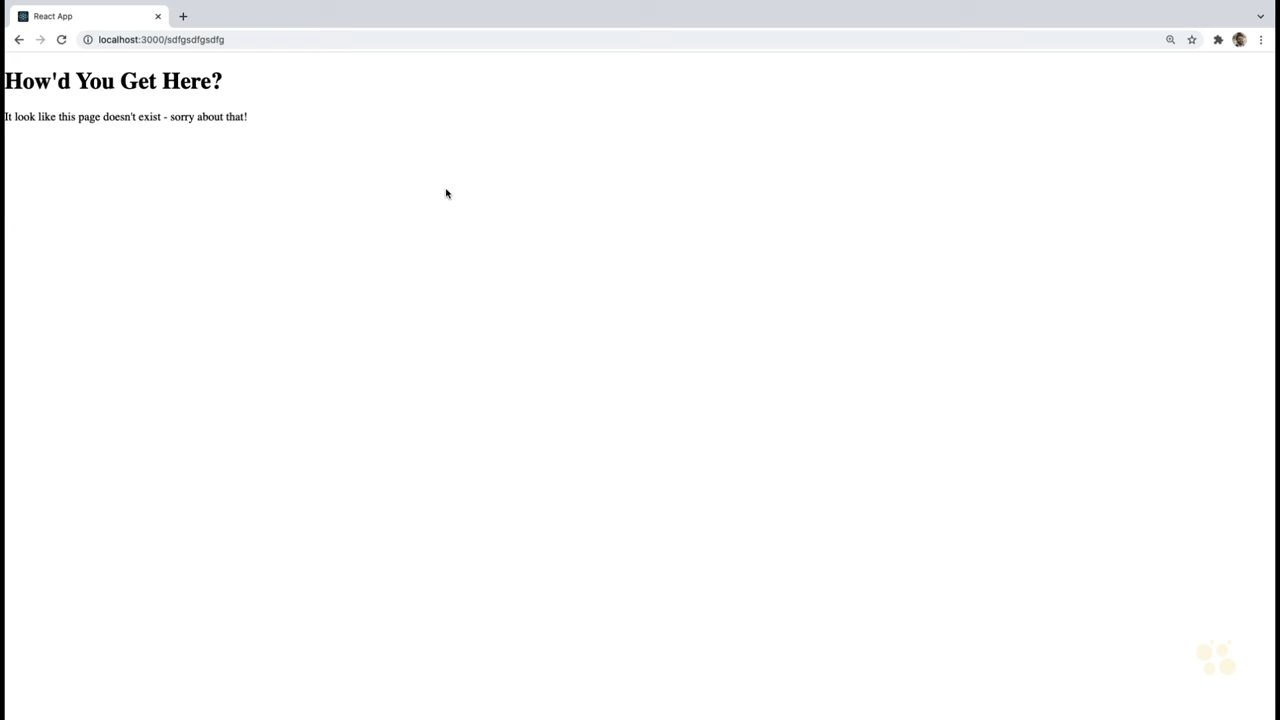 React App
localhost:3000/sdfgsdfgsdfg
How'd You Get Here?
It look like this page doesn't exist - sorry about that!